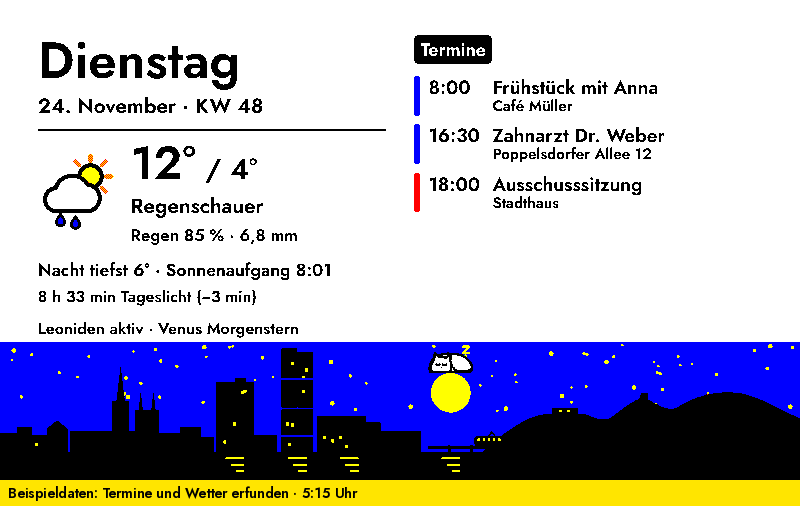 Dienstag
24. November · KW 48
12° / 4°
Regenschauer
Regen 85 % · 6,8 mm
Nacht tiefst 6° · Sonnenaufgang 8:01
8 h 33 min Tageslicht (−3 min)
Leoniden aktiv · Venus Morgenstern
Termine
8:00 Frühstück mit Anna
Café Müller
16:30 Zahnarzt Dr. Weber
Poppelsdorfer Allee 12
18:00 Ausschusssitzung
Stadthaus
z
Beispieldaten: Termine und Wetter erfunden · 5:15 Uhr